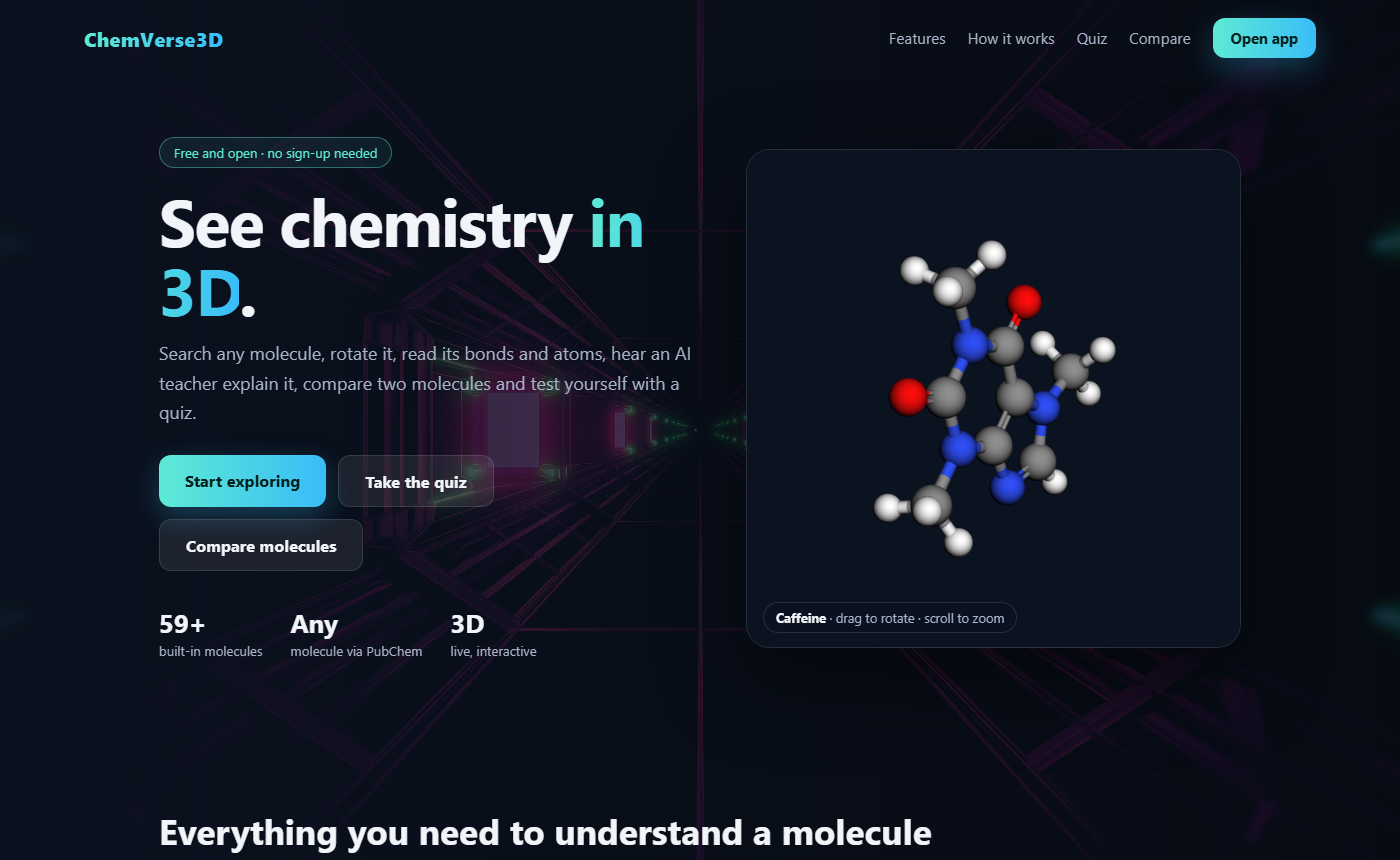 ChemVerse3D
Features
How it works
Quiz
Compare
Open app
Free and open · no sign-up needed
See chemistry in
3D.
Search any molecule, rotate it, read its bonds and atoms, hear an AI
teacher explain it, compare two molecules and test yourself with a
quiz.
Start exploring
Take the quiz
Compare molecules
59+
built-in molecules
Any
molecule via PubChem
3D
live, interactive
Caffeine · drag to rotate · scroll to zoom
Everything you need to understand a molecule